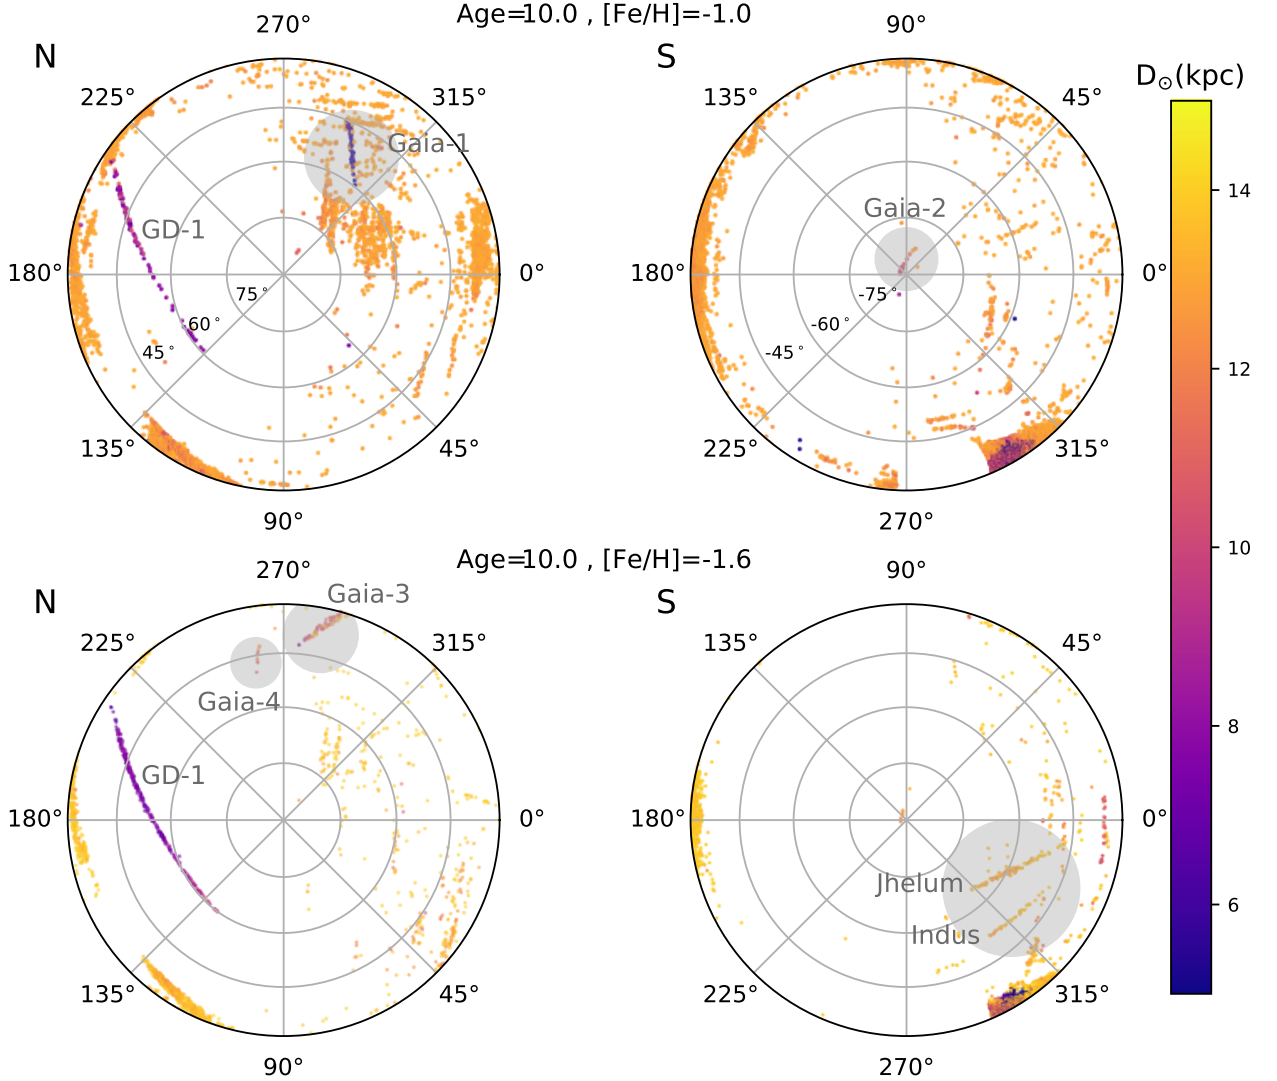 Age=10.0 , [Fe/H]=-1.0
N
270°
225°
315°
Gaia-1
GD-1
180°
0°
75°
60°
45°
135°
45°
90°
S
90°
135°
45°
Gaia-2
180°
0°
-75°
-60°
-45°
225°
315°
270°
D☉(kpc)
14
12
10
8
6
Age=10.0 , [Fe/H]=-1.6
N
270°
Gaia-3
225°
315°
Gaia-4
GD-1
180°
0°
135°
45°
90°
S
90°
135°
45°
180°
0°
Jhelum
Indus
225°
315°
270°